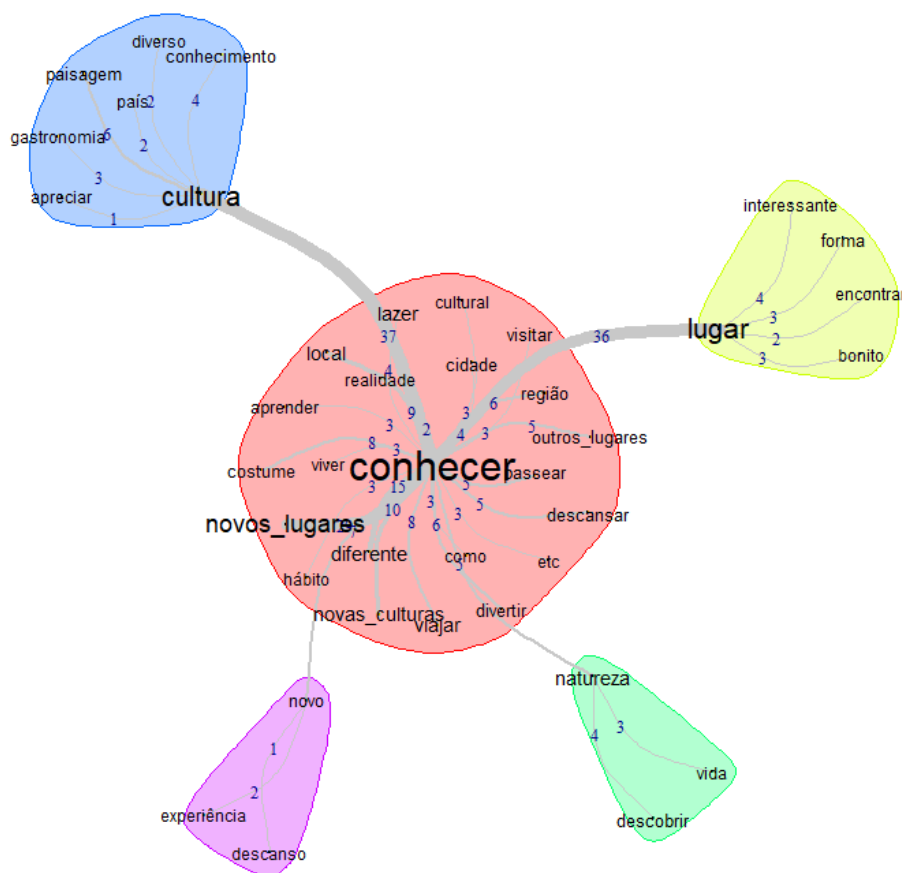 diverso
conhecimento
paisagem
país
2
4
6
gastronomia
2
3
apreciar
1
cultura
interessante
forma
encontrar
bonito
4
3
2
3
lugar
36
cultural
lazer
visitar
37
local
cidade
4
realidade
região
6
aprender
9
3
3
2
4
3
5
outros_lugares
8
3
costume
viver
conhecer
passear
5
3
15
3
5
descansar
10
novos_lugares
8
6
3
diferente
como
etc
5
hábito
novas_culturas
viajar
divertir
natureza
3
4
vida
descobrir
novo
1
2
experiência
descanso